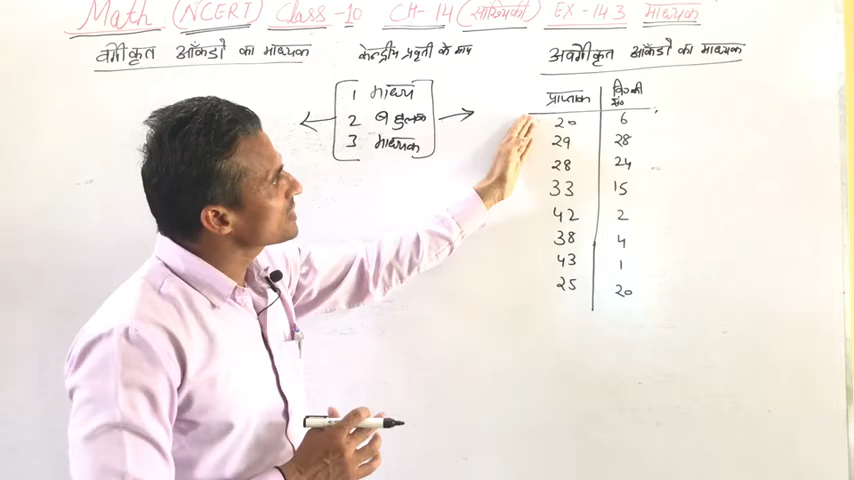 Math (NCERT) Class-10 CH-14 (सांख्यिकी) EX-14.3 माध्यक
वर्गीकृत आँकडों का माध्यक
केन्द्रीय प्रवृती के माप
अवर्गीकृत आँकडों का माध्यक
1 माध्य
2 बहुलक
3 माध्यक
प्राप्तांक वि०की सं०
20 6
29 28
28 24
33 15
42 2
38 4
43 1
25 20